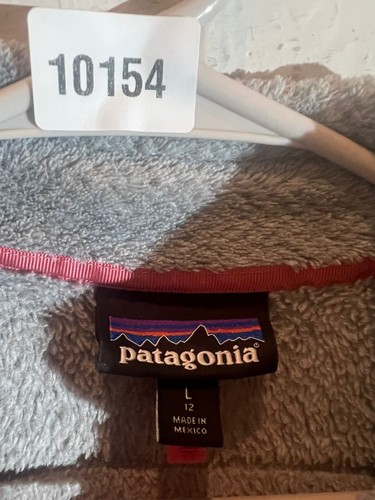 10154
patagonia®
L
12
MADE IN
MEXICO